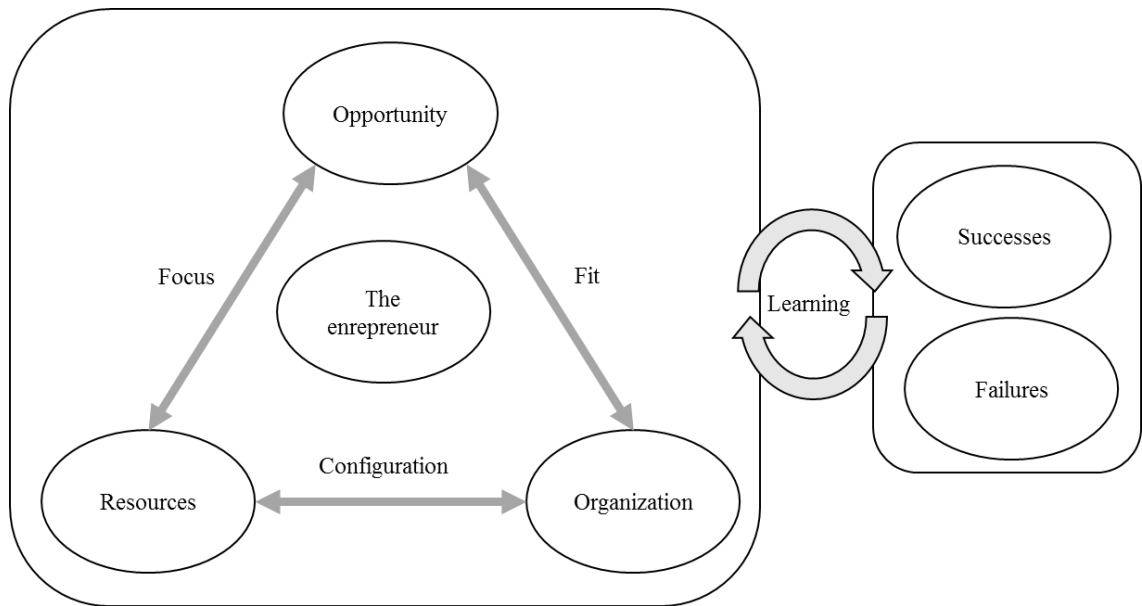 Opportunity
Focus
Fit
The
enrepreneur
Resources
Configuration
Organization
Learning
Successes
Failures